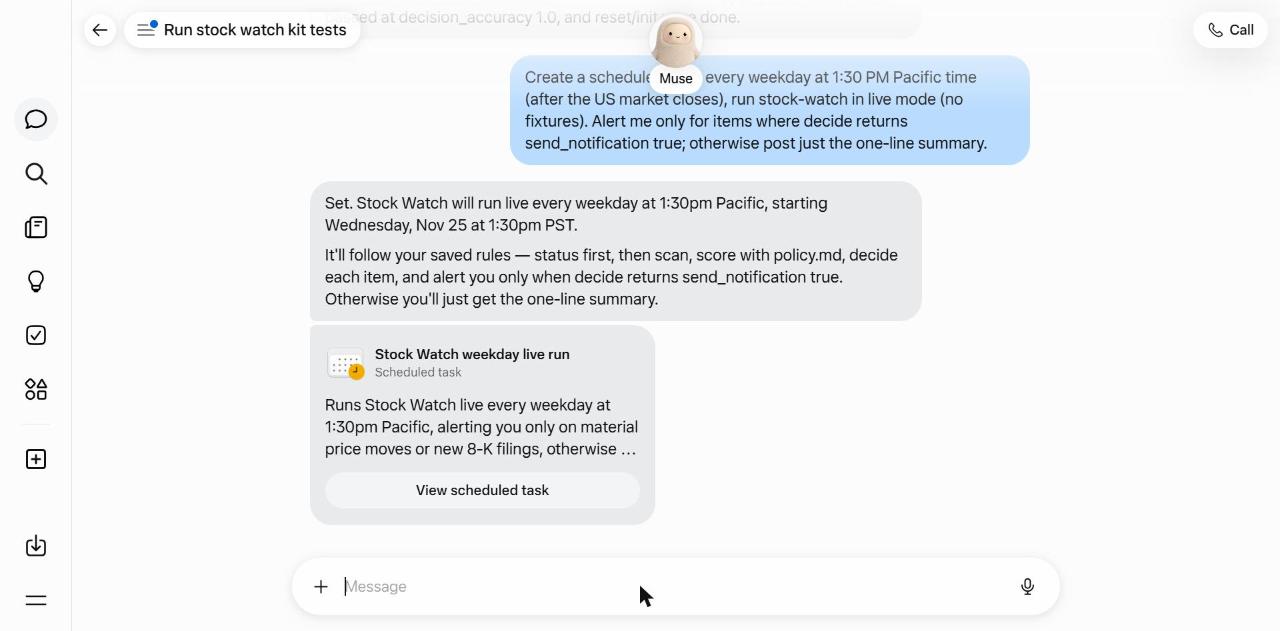 Run stock watch kit tests
Call
Muse
Create a schedule every weekday at 1:30 PM Pacific time
(after the US market closes), run stock-watch in live mode (no
fixtures). Alert me only for items where decide returns
send_notification true; otherwise post just the one-line summary.
Set. Stock Watch will run live every weekday at 1:30pm Pacific, starting
Wednesday, Nov 25 at 1:30pm PST.
It'll follow your saved rules — status first, then scan, score with policy.md, decide
each item, and alert you only when decide returns send_notification true.
Otherwise you'll just get the one-line summary.
Stock Watch weekday live run
Scheduled task
Runs Stock Watch live every weekday at
1:30pm Pacific, alerting you only on material
price moves or new 8-K filings, otherwise …
View scheduled task
Message